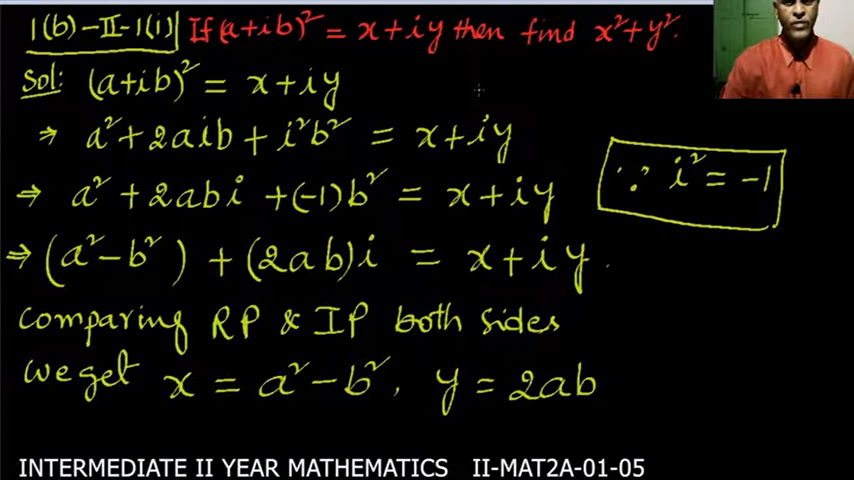 1(b)-II-1(i) If (a+ib)² = x+iy then find x²+y².
Sol: (a+ib)² = x+iy
⇒ a²+2aib+i²b² = x+iy
⇒ a²+2abi+(-1)b² = x+iy
∵ i² = -1
⇒ (a²-b²)+(2ab)i = x+iy.
Comparing RP & IP both sides
we get x = a²-b², y = 2ab
INTERMEDIATE II YEAR MATHEMATICS II-MAT2A-01-05